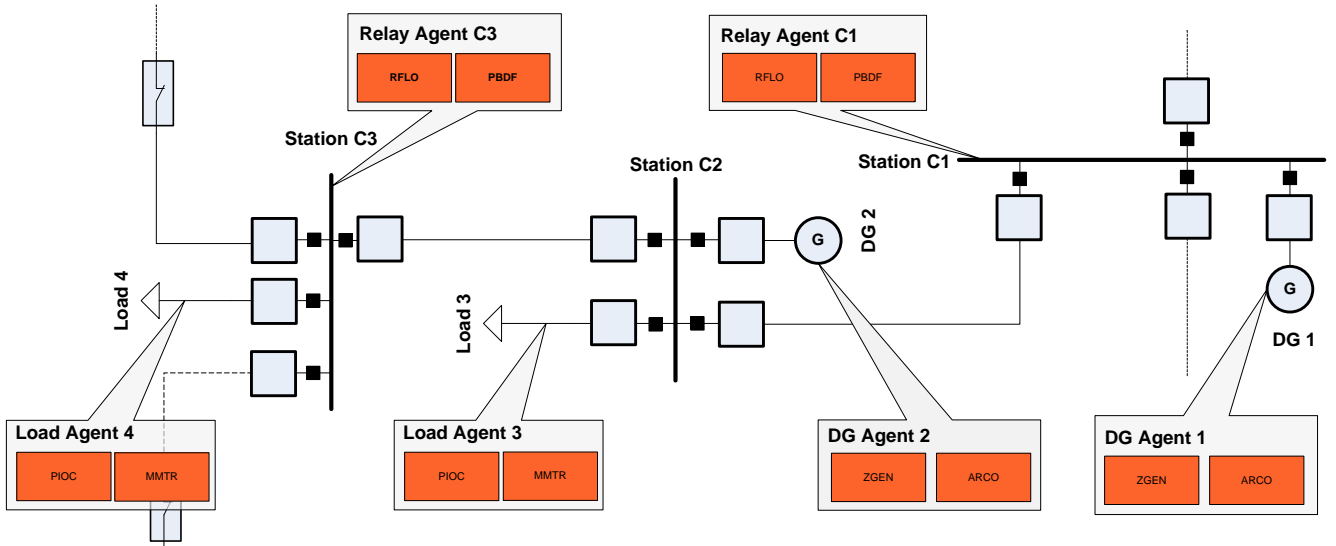 Relay Agent C3
RFLO PBDF
Relay Agent C1
RFLO PBDF
Station C3
Station C2
Station C1
DG 2
G
Load 4
Load 3
G
DG 1
Load Agent 4
PIOC MMTR
Load Agent 3
PIOC MMTR
DG Agent 2
ZGEN ARCO
DG Agent 1
ZGEN ARCO